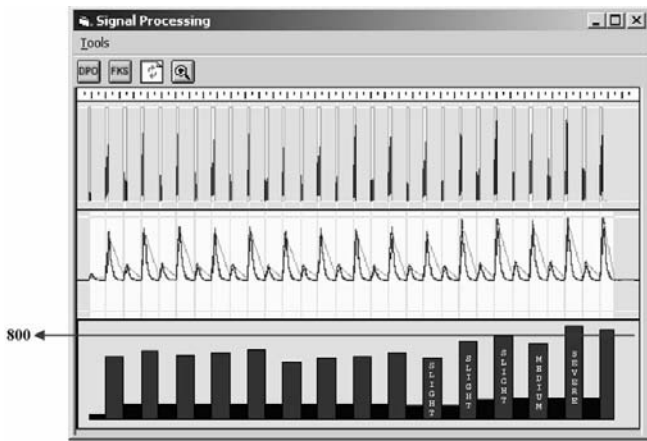 Signal Processing
Tools
DPO FKS
800
SLIGHT
SLIGHT
SLIGHT
MEDIUM
SEVERE